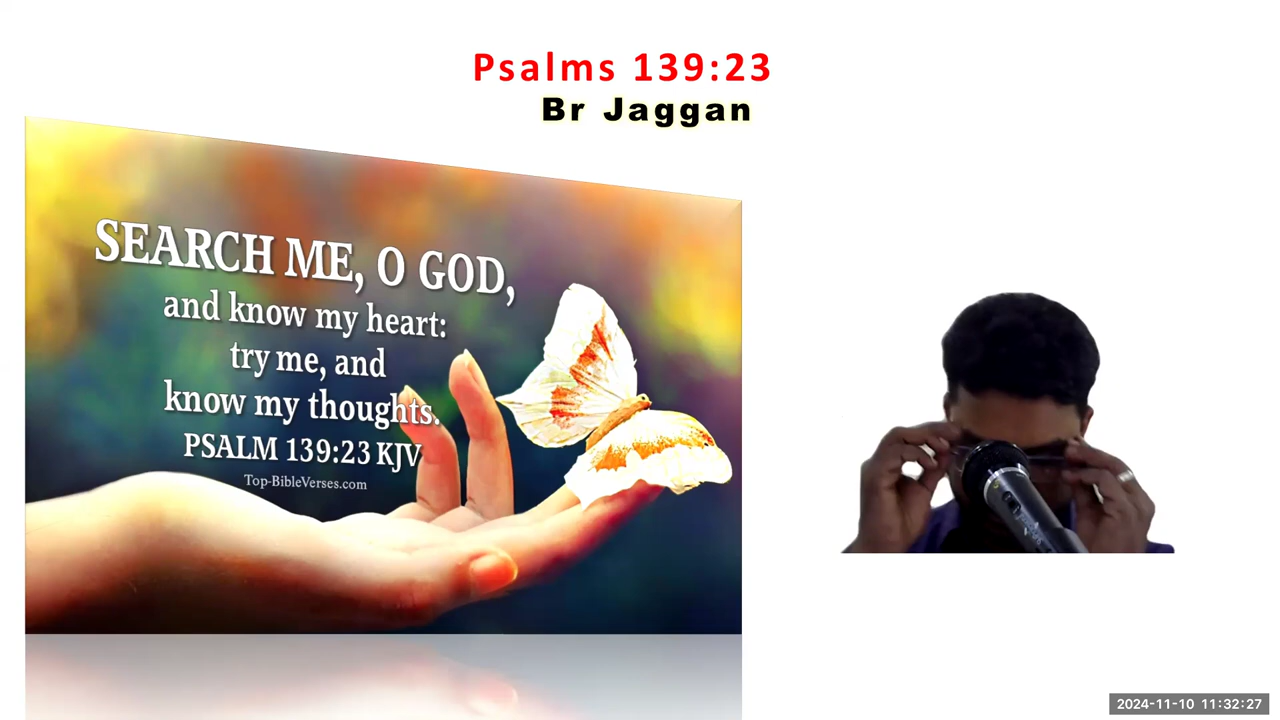 Psalms 139:23
Br Jaggan
SEARCH ME, O GOD,
and know my heart:
try me, and
know my thoughts.
PSALM 139:23 KJV
Top-BibleVerses.com
2024-11-10 11:32:27